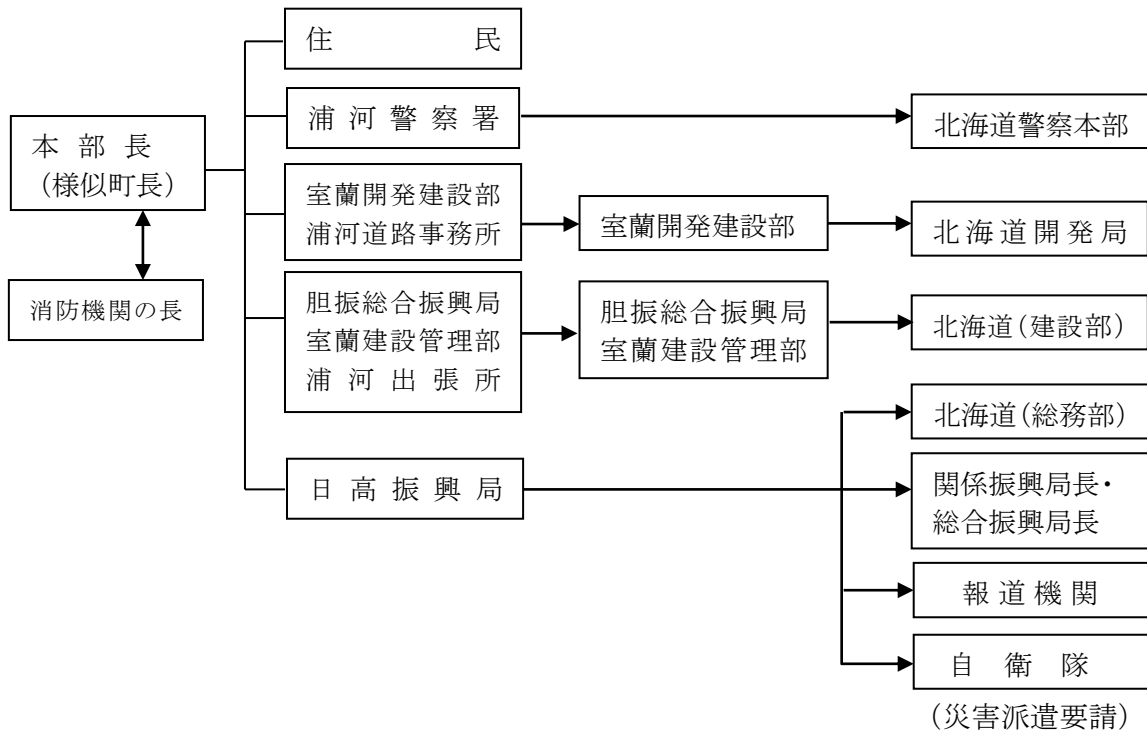 住民
浦河警察署
北海道警察本部
本部長
(様似町長)
室蘭開発建設部
浦河道路事務所
室蘭開発建設部
北海道開発局
消防機関の長
胆振総合振興局
室蘭建設管理部
浦河出張所
胆振総合振興局
室蘭建設管理部
北海道(建設部)
北海道(総務部)
日高振興局
関係振興局長・
総合振興局長
報道機関
自衛隊
(災害派遣要請)